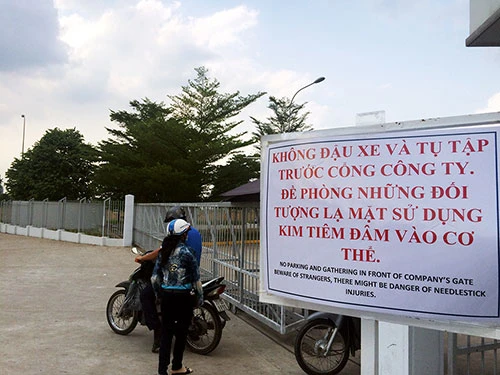 KHÔNG ĐẬU XE VÀ TỤ TẬP
TRƯỚC CỔNG CÔNG TY.
ĐỀ PHÒNG NHỮNG ĐỐI
TƯỢNG LẠ MẶT SỬ DỤNG
KIM TIÊM ĐÂM VÀO CƠ
THỂ.
NO PARKING AND GATHERING IN FRONT OF COMPANY'S GATE
BEWARE OF STRANGERS, THERE MIGHT BE DANGER OF NEEDLESTICK
INJURIES.